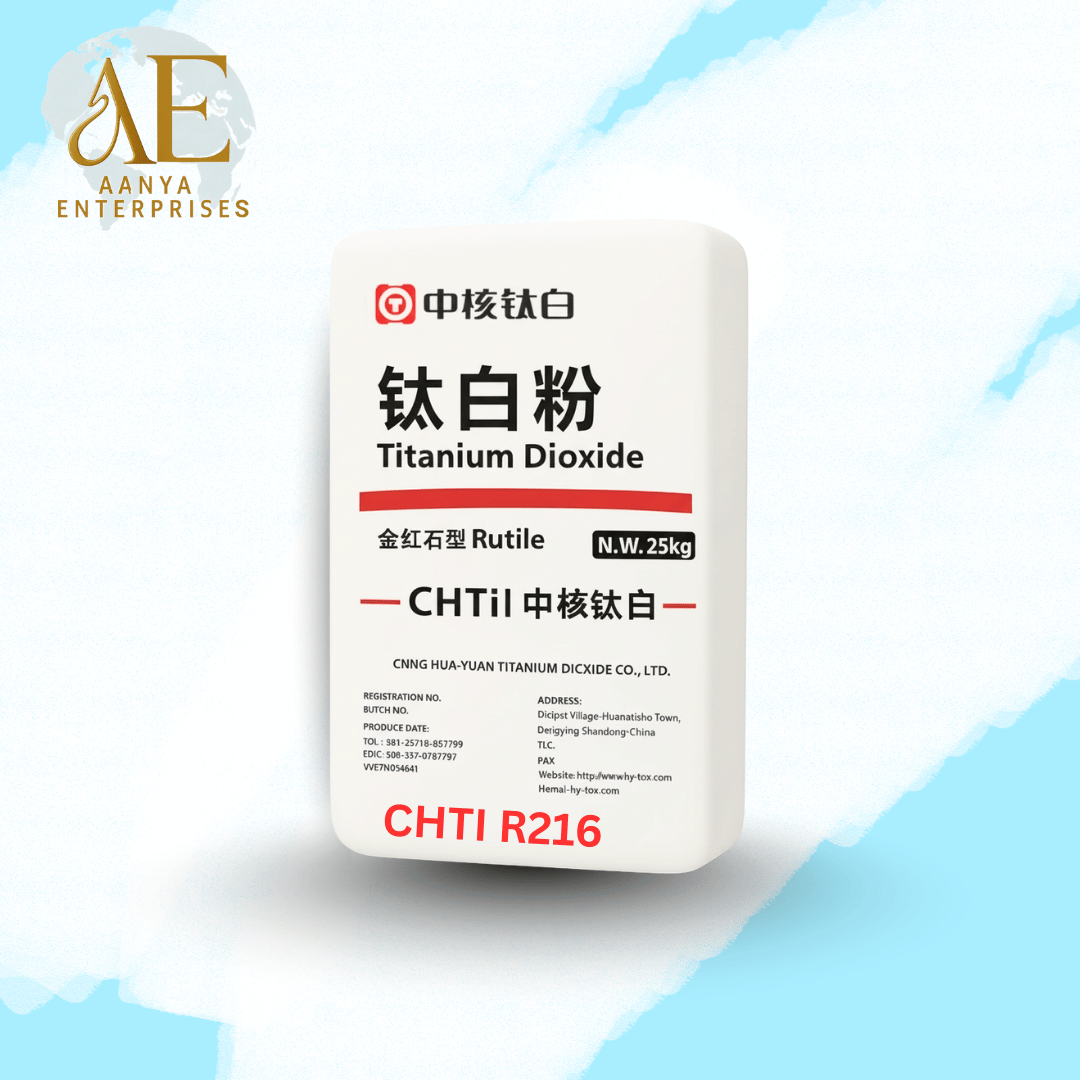 AE
AANYA
ENTERPRISES
中核钛白
钛白粉
Titanium Dioxide
金红石型 Rutile
N.W. 25kg
CHTil 中核钛白
CNNG HUA-YUAN TITANIUM DICXIDE CO., LTD.
REGISTRATION NO.
BUTCH NO.
PRODUCE DATE:
TOL : 981-25718-857799
EDIC: 508-337-0787797
VVE7N054641
ADDRESS:
Dicipst Village-Huanatisho Town,
Derigying Shandong-China
TLC.
PAX
Website: http://wwwhy-tox.com
Hemal-hy-tox.com
CHTI R216